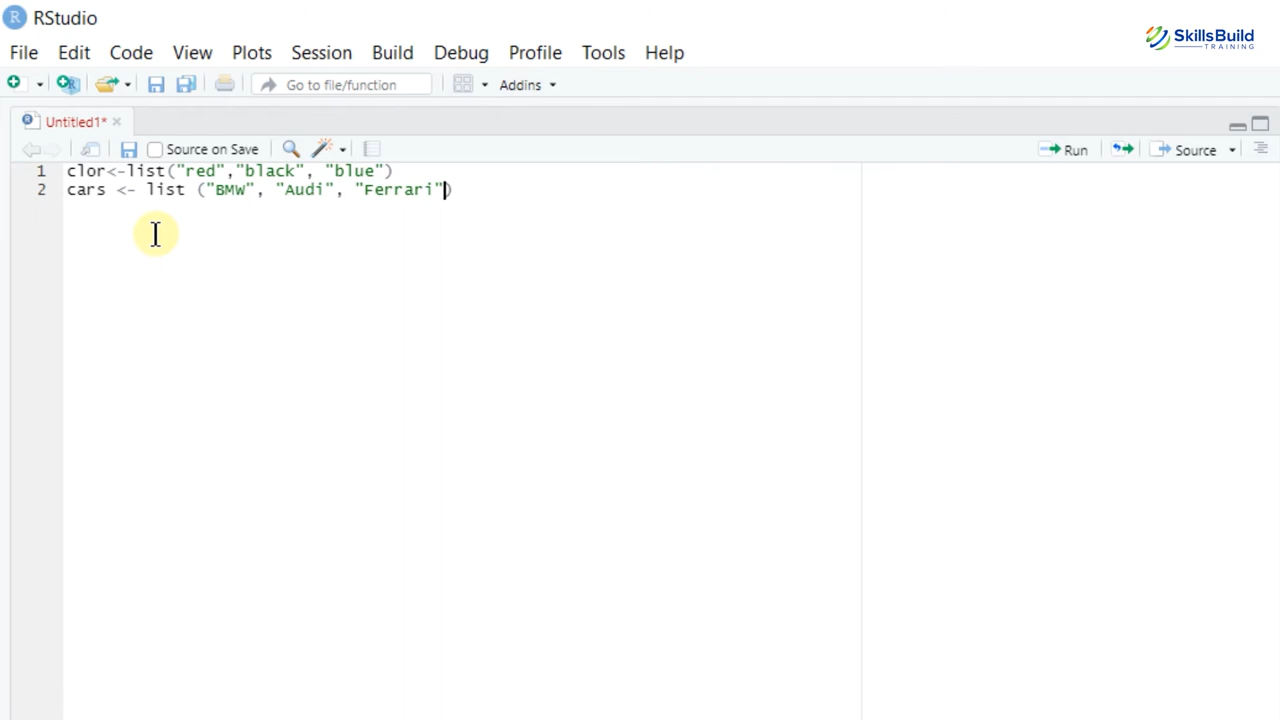 RStudio
SkillsBuild
TRAINING
File Edit Code View Plots Session Build Debug Profile Tools Help
Go to file/function Addins
Untitled1*
Source on Save Run Source
1 clor<-list("red","black", "blue")
2 cars <- list ("BMW", "Audi", "Ferrari")